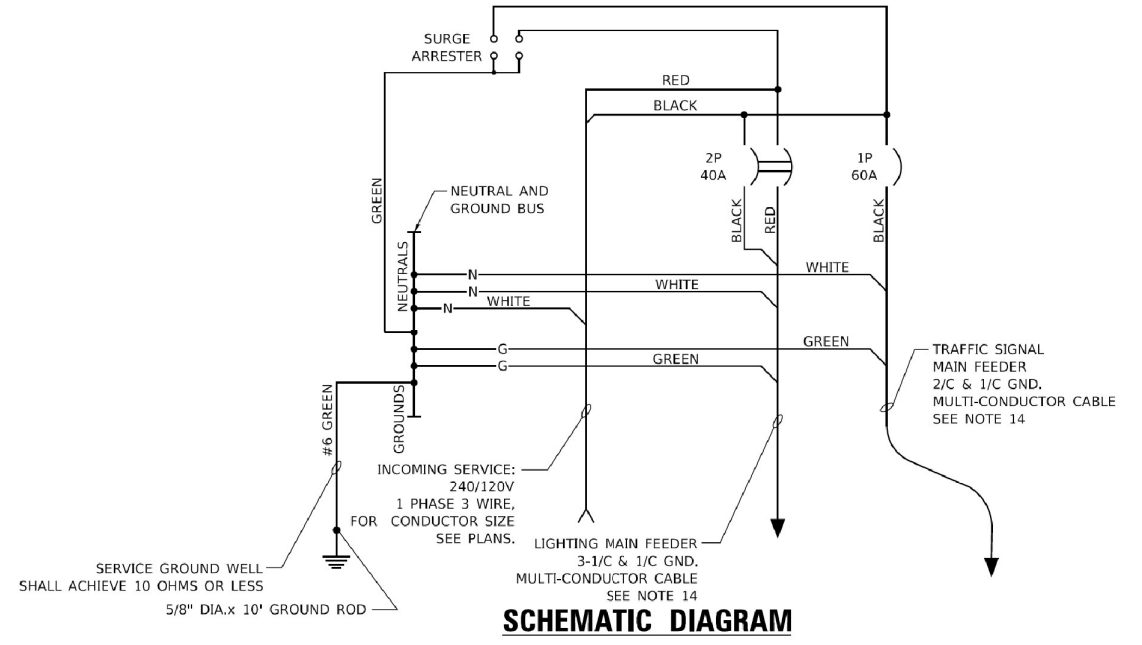 SURGE
ARRESTER
RED
BLACK
2P
40A
1P
60A
GREEN
NEUTRAL AND
GROUND BUS
BLACK
RED
BLACK
NEUTRALS
N
WHITE
N
WHITE
N
WHITE
G
GREEN
G
GREEN
TRAFFIC SIGNAL
MAIN FEEDER
2/C & 1/C GND.
MULTI-CONDUCTOR CABLE
SEE NOTE 14
#6 GREEN
GROUNDS
INCOMING SERVICE:
240/120V
1 PHASE 3 WIRE,
FOR CONDUCTOR SIZE
SEE PLANS.
LIGHTING MAIN FEEDER
3-1/C & 1/C GND.
MULTI-CONDUCTOR CABLE
SEE NOTE 14
SERVICE GROUND WELL
SHALL ACHIEVE 10 OHMS OR LESS
5/8" DIA.x 10' GROUND ROD
SCHEMATIC DIAGRAM